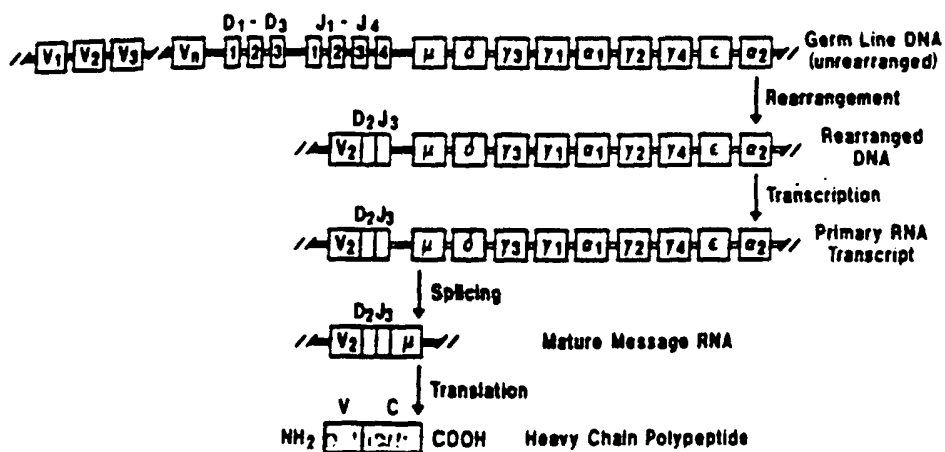 D1 - D3 J1 - J4
V1 V2 V3 Vn 1 2 3 1 2 3 4 μ δ γ3 γ1 α1 γ2 γ4 ε α2 Germ Line DNA
(unrearranged)
Rearrangement
D2J3
V2 μ δ γ3 γ1 α1 γ2 γ4 ε α2 Rearranged
DNA
Transcription
D2J3
V2 μ δ γ3 γ1 α1 γ2 γ4 ε α2 Primary RNA
Transcript
Splicing
D2J3
V2 μ Mature Message RNA
Translation
V C
NH2 COOH Heavy Chain Polypeptide